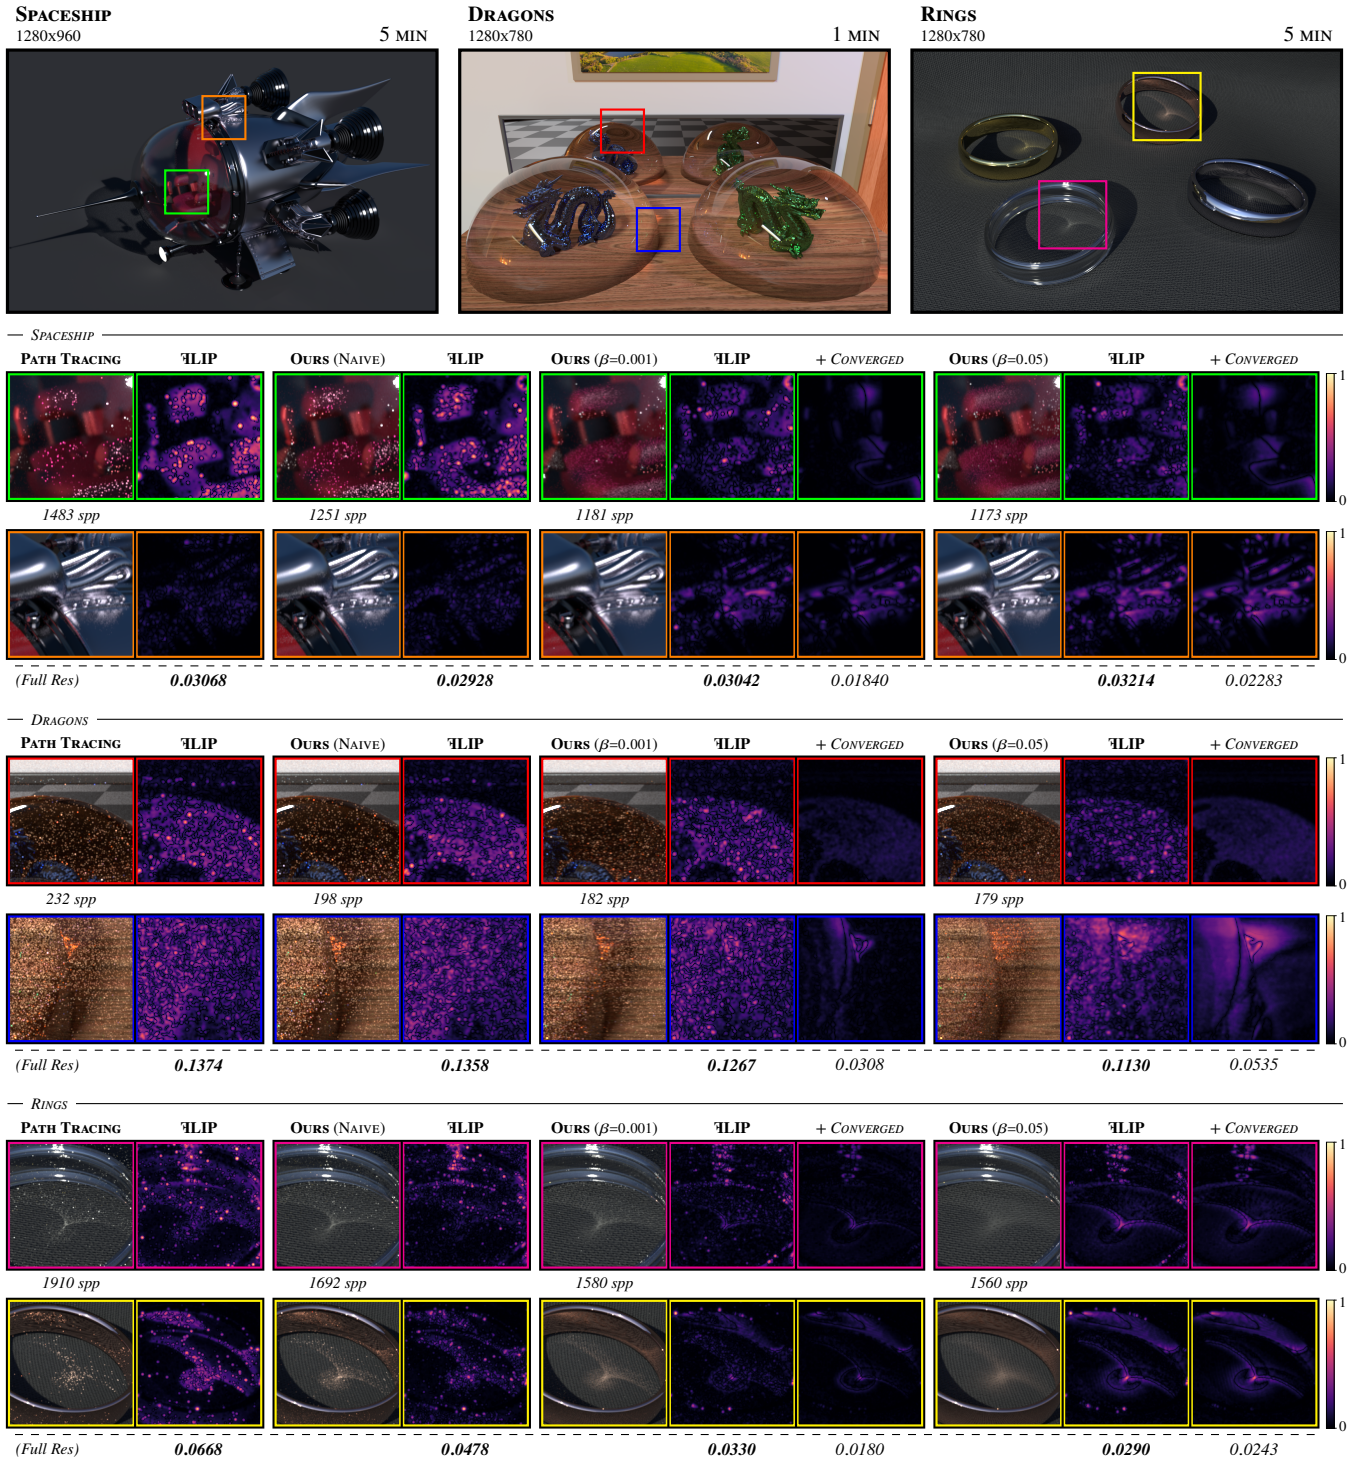 SPACESHIP
1280x960 5 MIN
DRAGONS
1280x780 1 MIN
RINGS
1280x780 5 MIN
SPACESHIP
PATH TRACING ꟻLIP OURS (NAIVE) ꟻLIP OURS (β=0.001) ꟻLIP + CONVERGED OURS (β=0.05) ꟻLIP + CONVERGED
1
0
1483 spp 1251 spp 1181 spp 1173 spp
1
0
(Full Res) 0.03068 0.02928 0.03042 0.01840 0.03214 0.02283
DRAGONS
PATH TRACING ꟻLIP OURS (NAIVE) ꟻLIP OURS (β=0.001) ꟻLIP + CONVERGED OURS (β=0.05) ꟻLIP + CONVERGED
1
0
232 spp 198 spp 182 spp 179 spp
1
0
(Full Res) 0.1374 0.1358 0.1267 0.0308 0.1130 0.0535
RINGS
PATH TRACING ꟻLIP OURS (NAIVE) ꟻLIP OURS (β=0.001) ꟻLIP + CONVERGED OURS (β=0.05) ꟻLIP + CONVERGED
1
0
1910 spp 1692 spp 1580 spp 1560 spp
1
0
(Full Res) 0.0668 0.0478 0.0330 0.0180 0.0290 0.0243